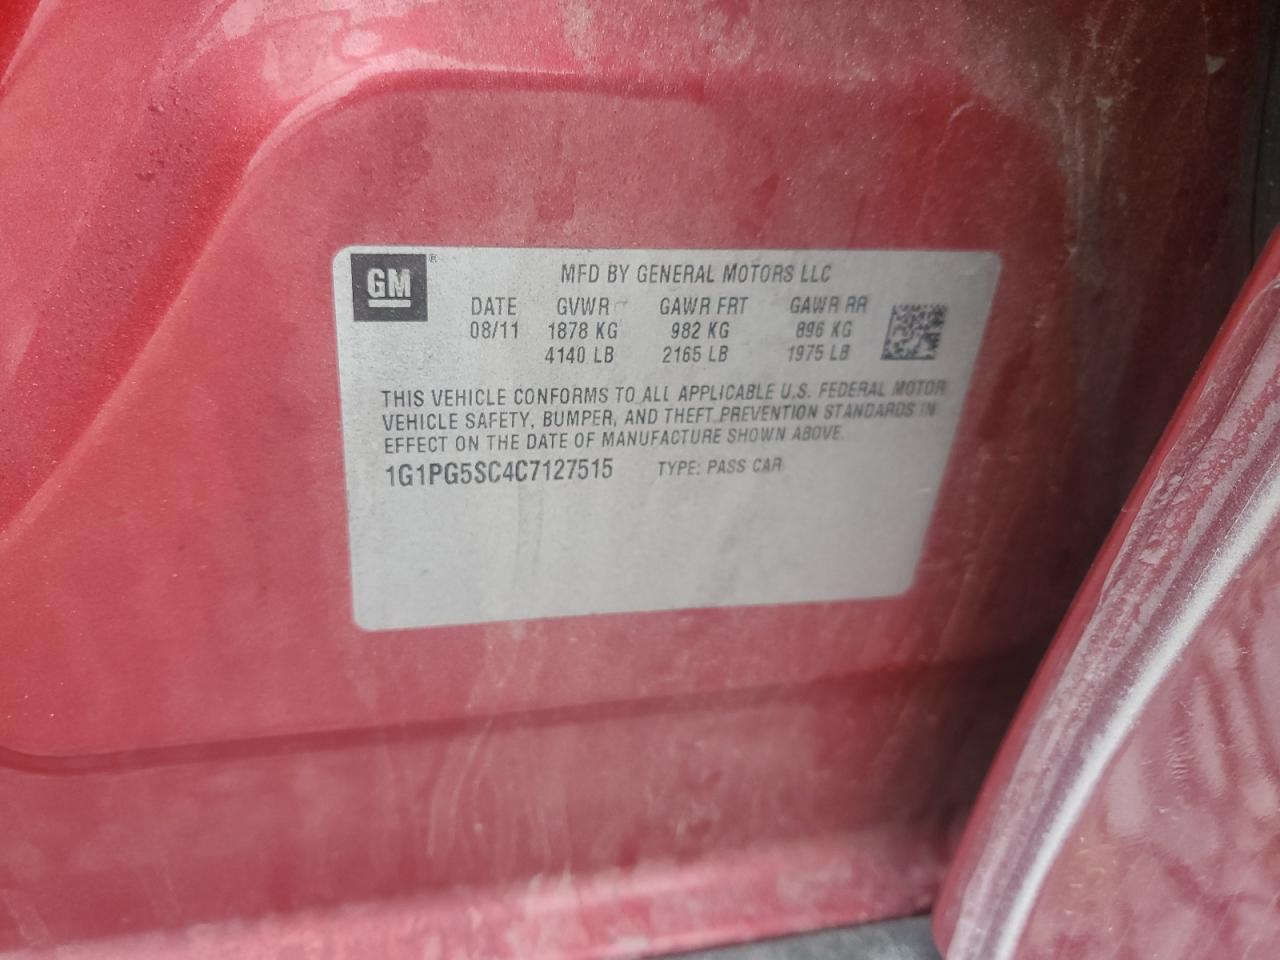 GM®
MFD BY GENERAL MOTORS LLC
DATE GVWR GAWR FRT GAWR RR
08/11 1878 KG 982 KG 896 KG
4140 LB 2165 LB 1975 LB
THIS VEHICLE CONFORMS TO ALL APPLICABLE U.S. FEDERAL MOTOR
VEHICLE SAFETY, BUMPER, AND THEFT PREVENTION STANDARDS IN
EFFECT ON THE DATE OF MANUFACTURE SHOWN ABOVE.
1G1PG5SC4C7127515 TYPE: PASS CAR